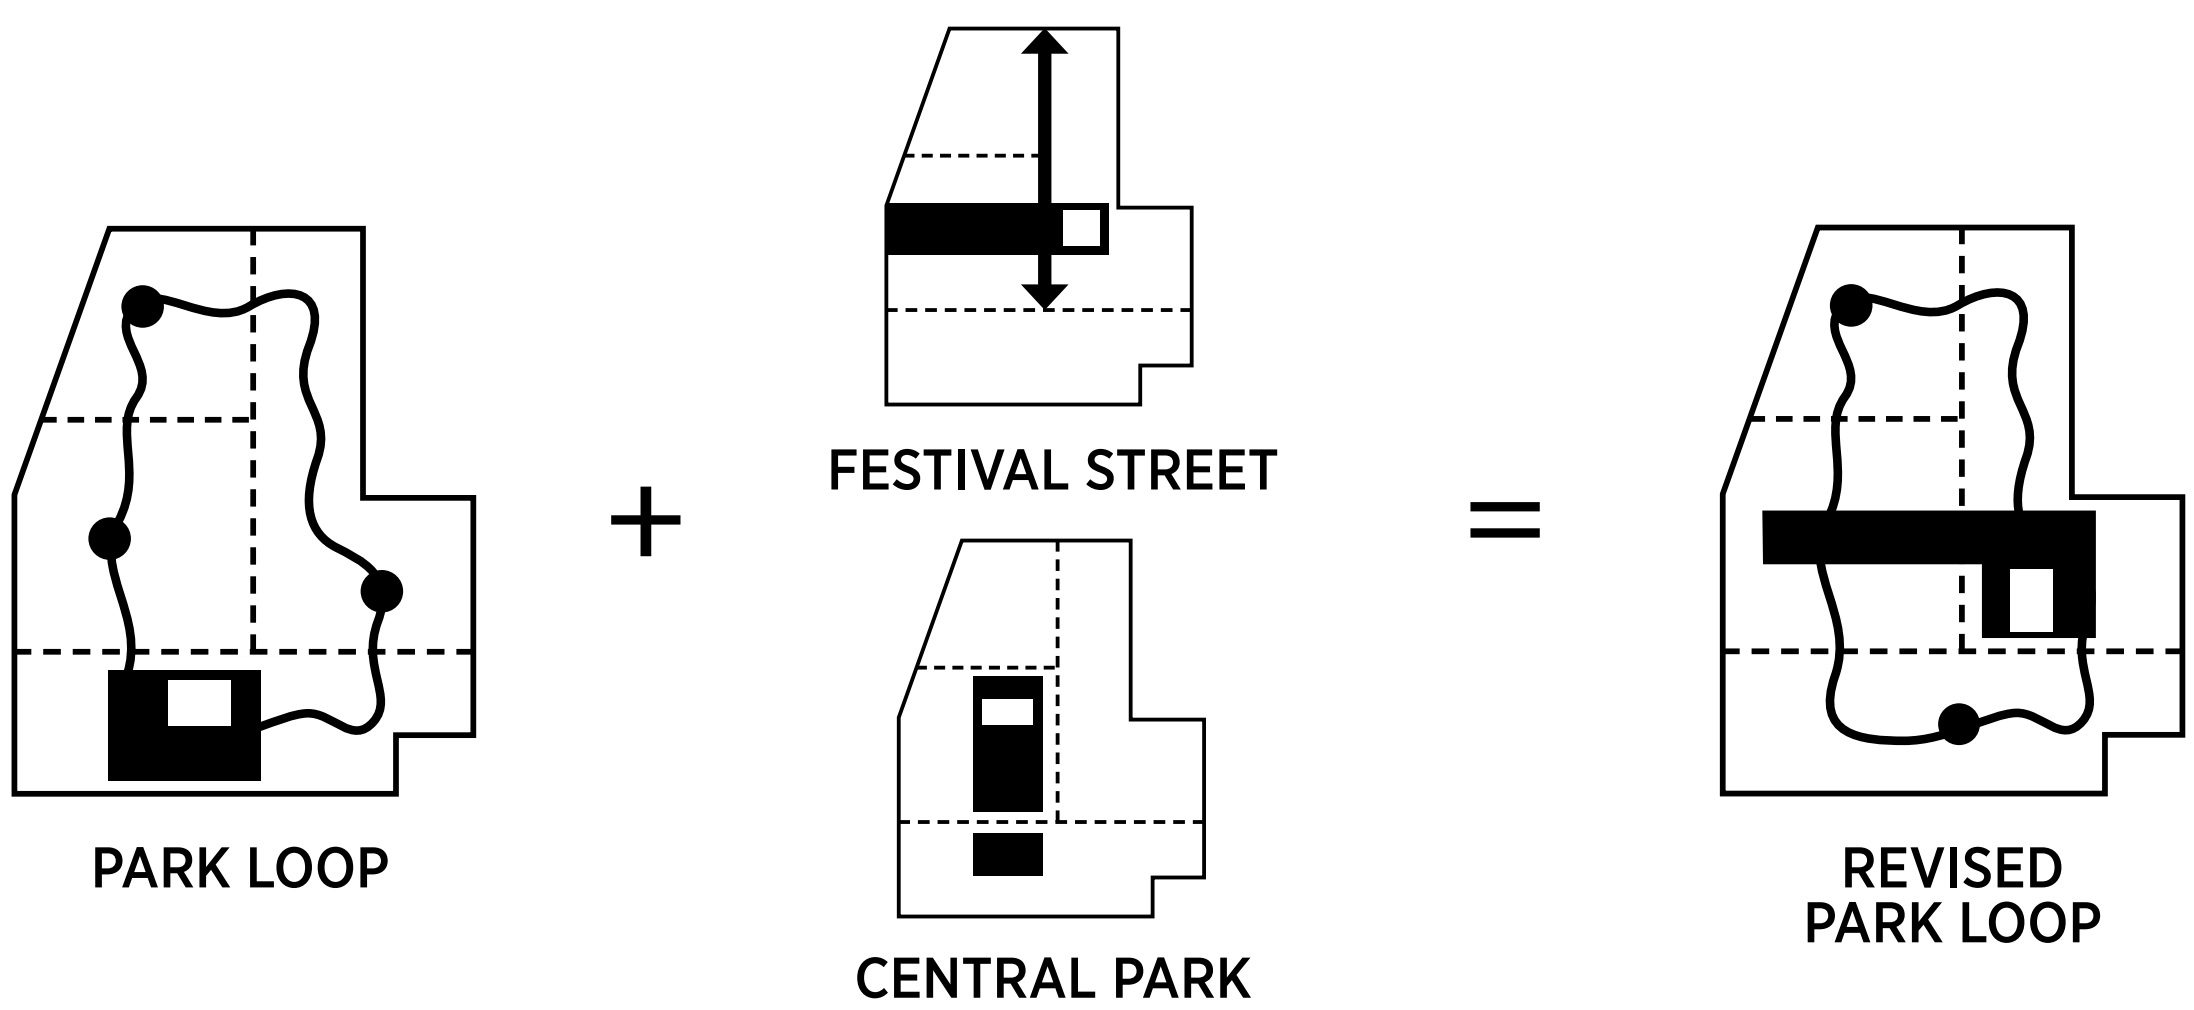 PARK LOOP
+
FESTIVAL STREET
CENTRAL PARK
=
REVISED
PARK LOOP